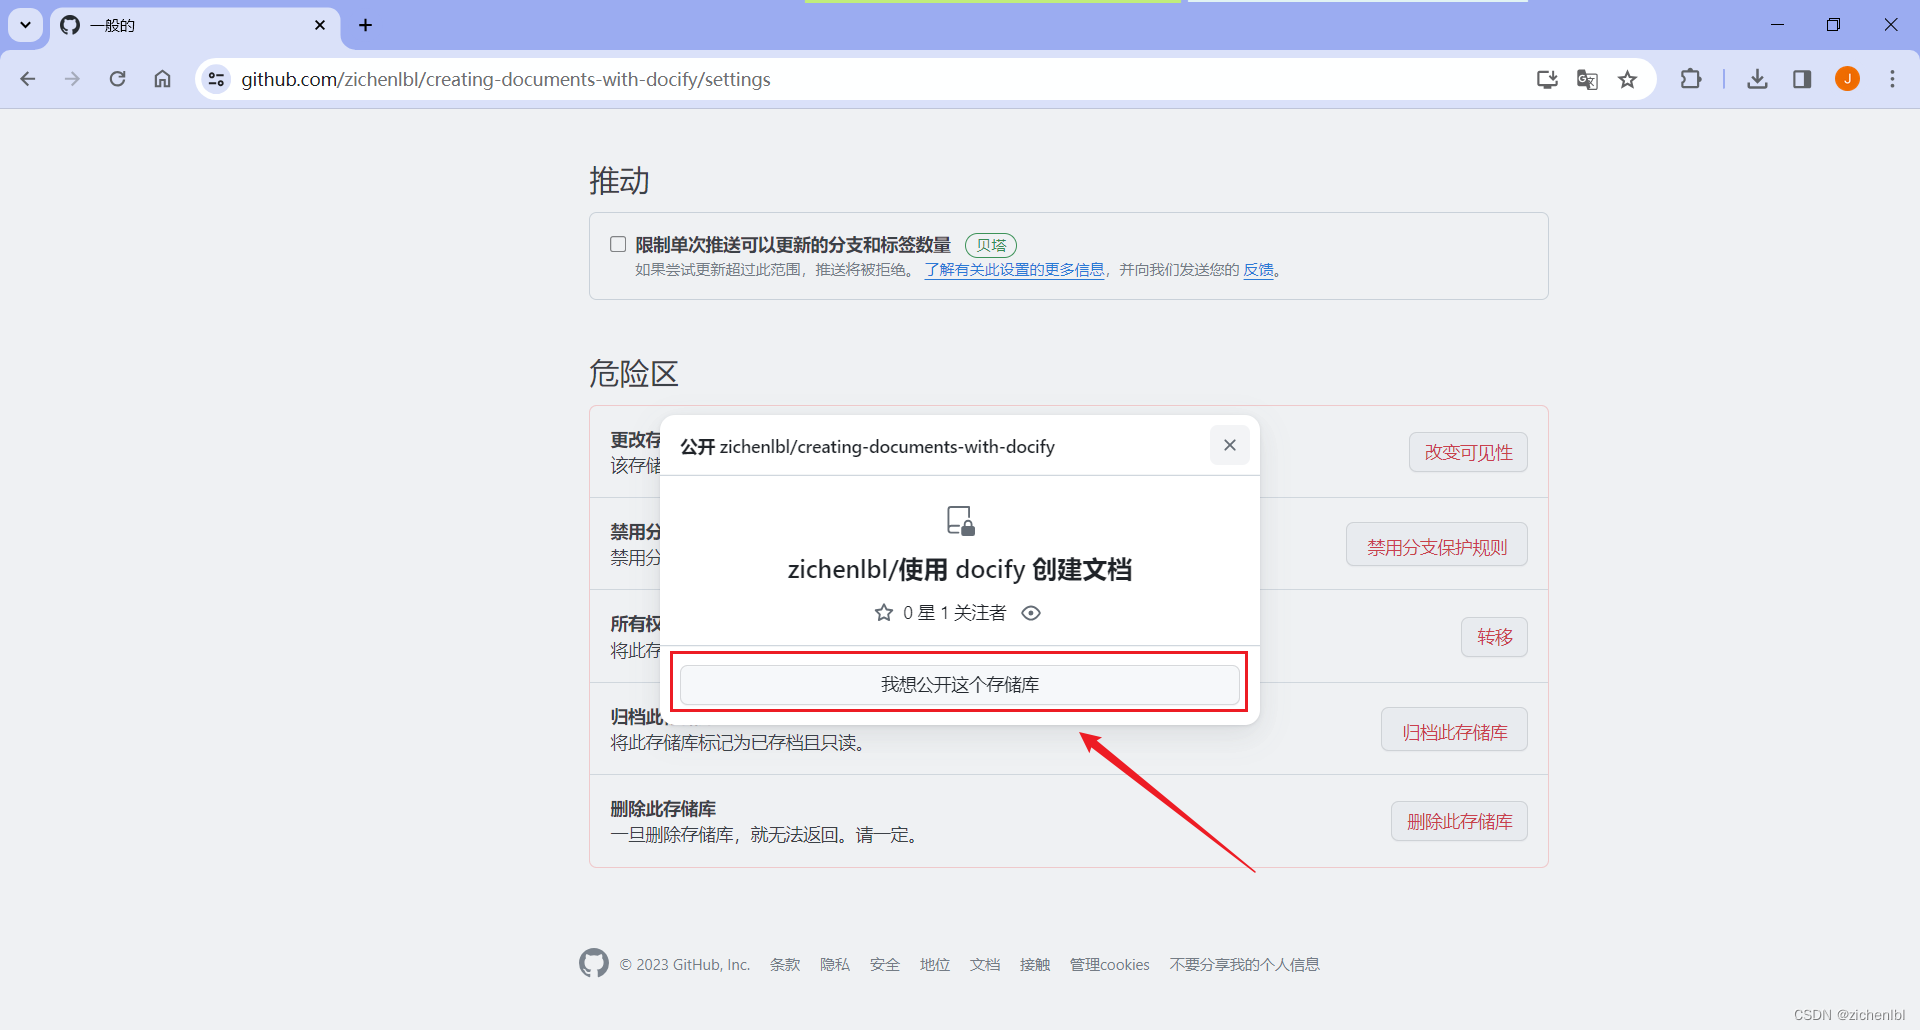 一般的
github.com/zichenlbl/creating-documents-with-docify/settings
J
推动
限制单次推送可以更新的分支和标签数量 贝塔
如果尝试更新超过此范围，推送将被拒绝。 了解有关此设置的更多信息，并向我们发送您的 反馈。
危险区
更改存
该存储
改变可见性
公开 zichenlbl/creating-documents-with-docify
zichenlbl/使用 docify 创建文档
0 星 1 关注者
我想公开这个存储库
禁用分
禁用分
禁用分支保护规则
所有权
将此存
转移
归档此
将此存储库标记为已存档且只读。
归档此存储库
删除此存储库
一旦删除存储库，就无法返回。请一定。
删除此存储库
© 2023 GitHub, Inc. 条款 隐私 安全 地位 文档 接触 管理cookies 不要分享我的个人信息
CSDN @zichenlbl